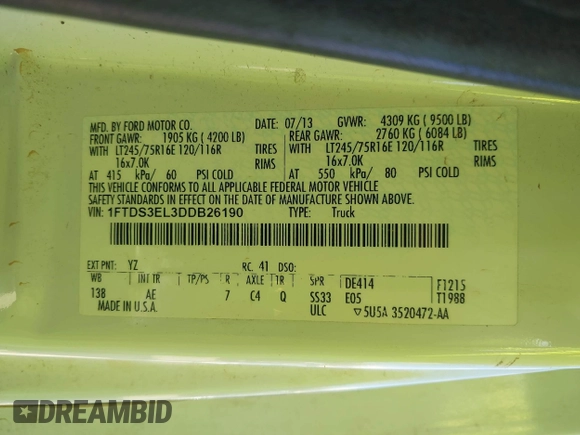 MFD. BY FORD MOTOR CO. DATE: 07/13 GVWR: 4309 KG ( 9500 LB)
FRONT GAWR: 1905 KG ( 4200 LB) REAR GAWR: 2760 KG ( 6084 LB)
WITH LT245/75R16E 120/116R TIRES WITH LT245/75R16E 120/116R TIRES
16x7.0K RIMS 16x7.0K RIMS
AT 415 kPa/ 60 PSI COLD AT 550 kPa/ 80 PSI COLD
THIS VEHICLE CONFORMS TO ALL APPLICABLE FEDERAL MOTOR VEHICLE
SAFETY STANDARDS IN EFFECT ON THE DATE OF MANUFACTURE SHOWN ABOVE.
VIN: 1FTDS3EL3DDB26190 TYPE: Truck
EXT PNT: YZ RC: 41 DSO:
WB INT TR TP/PS R AXLE TR SPR DE414 F1215
138 AE 7 C4 Q SS33 E05 T1988
MADE IN U.S.A. ULC ▽5U5A 3520472-AA
DREAMBID